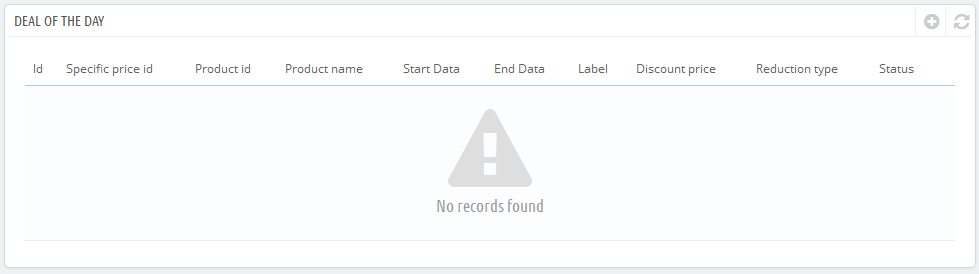 DEAL OF THE DAY
Id Specific price id Product id Product name Start Data End Data Label Discount price Reduction type Status
No records found